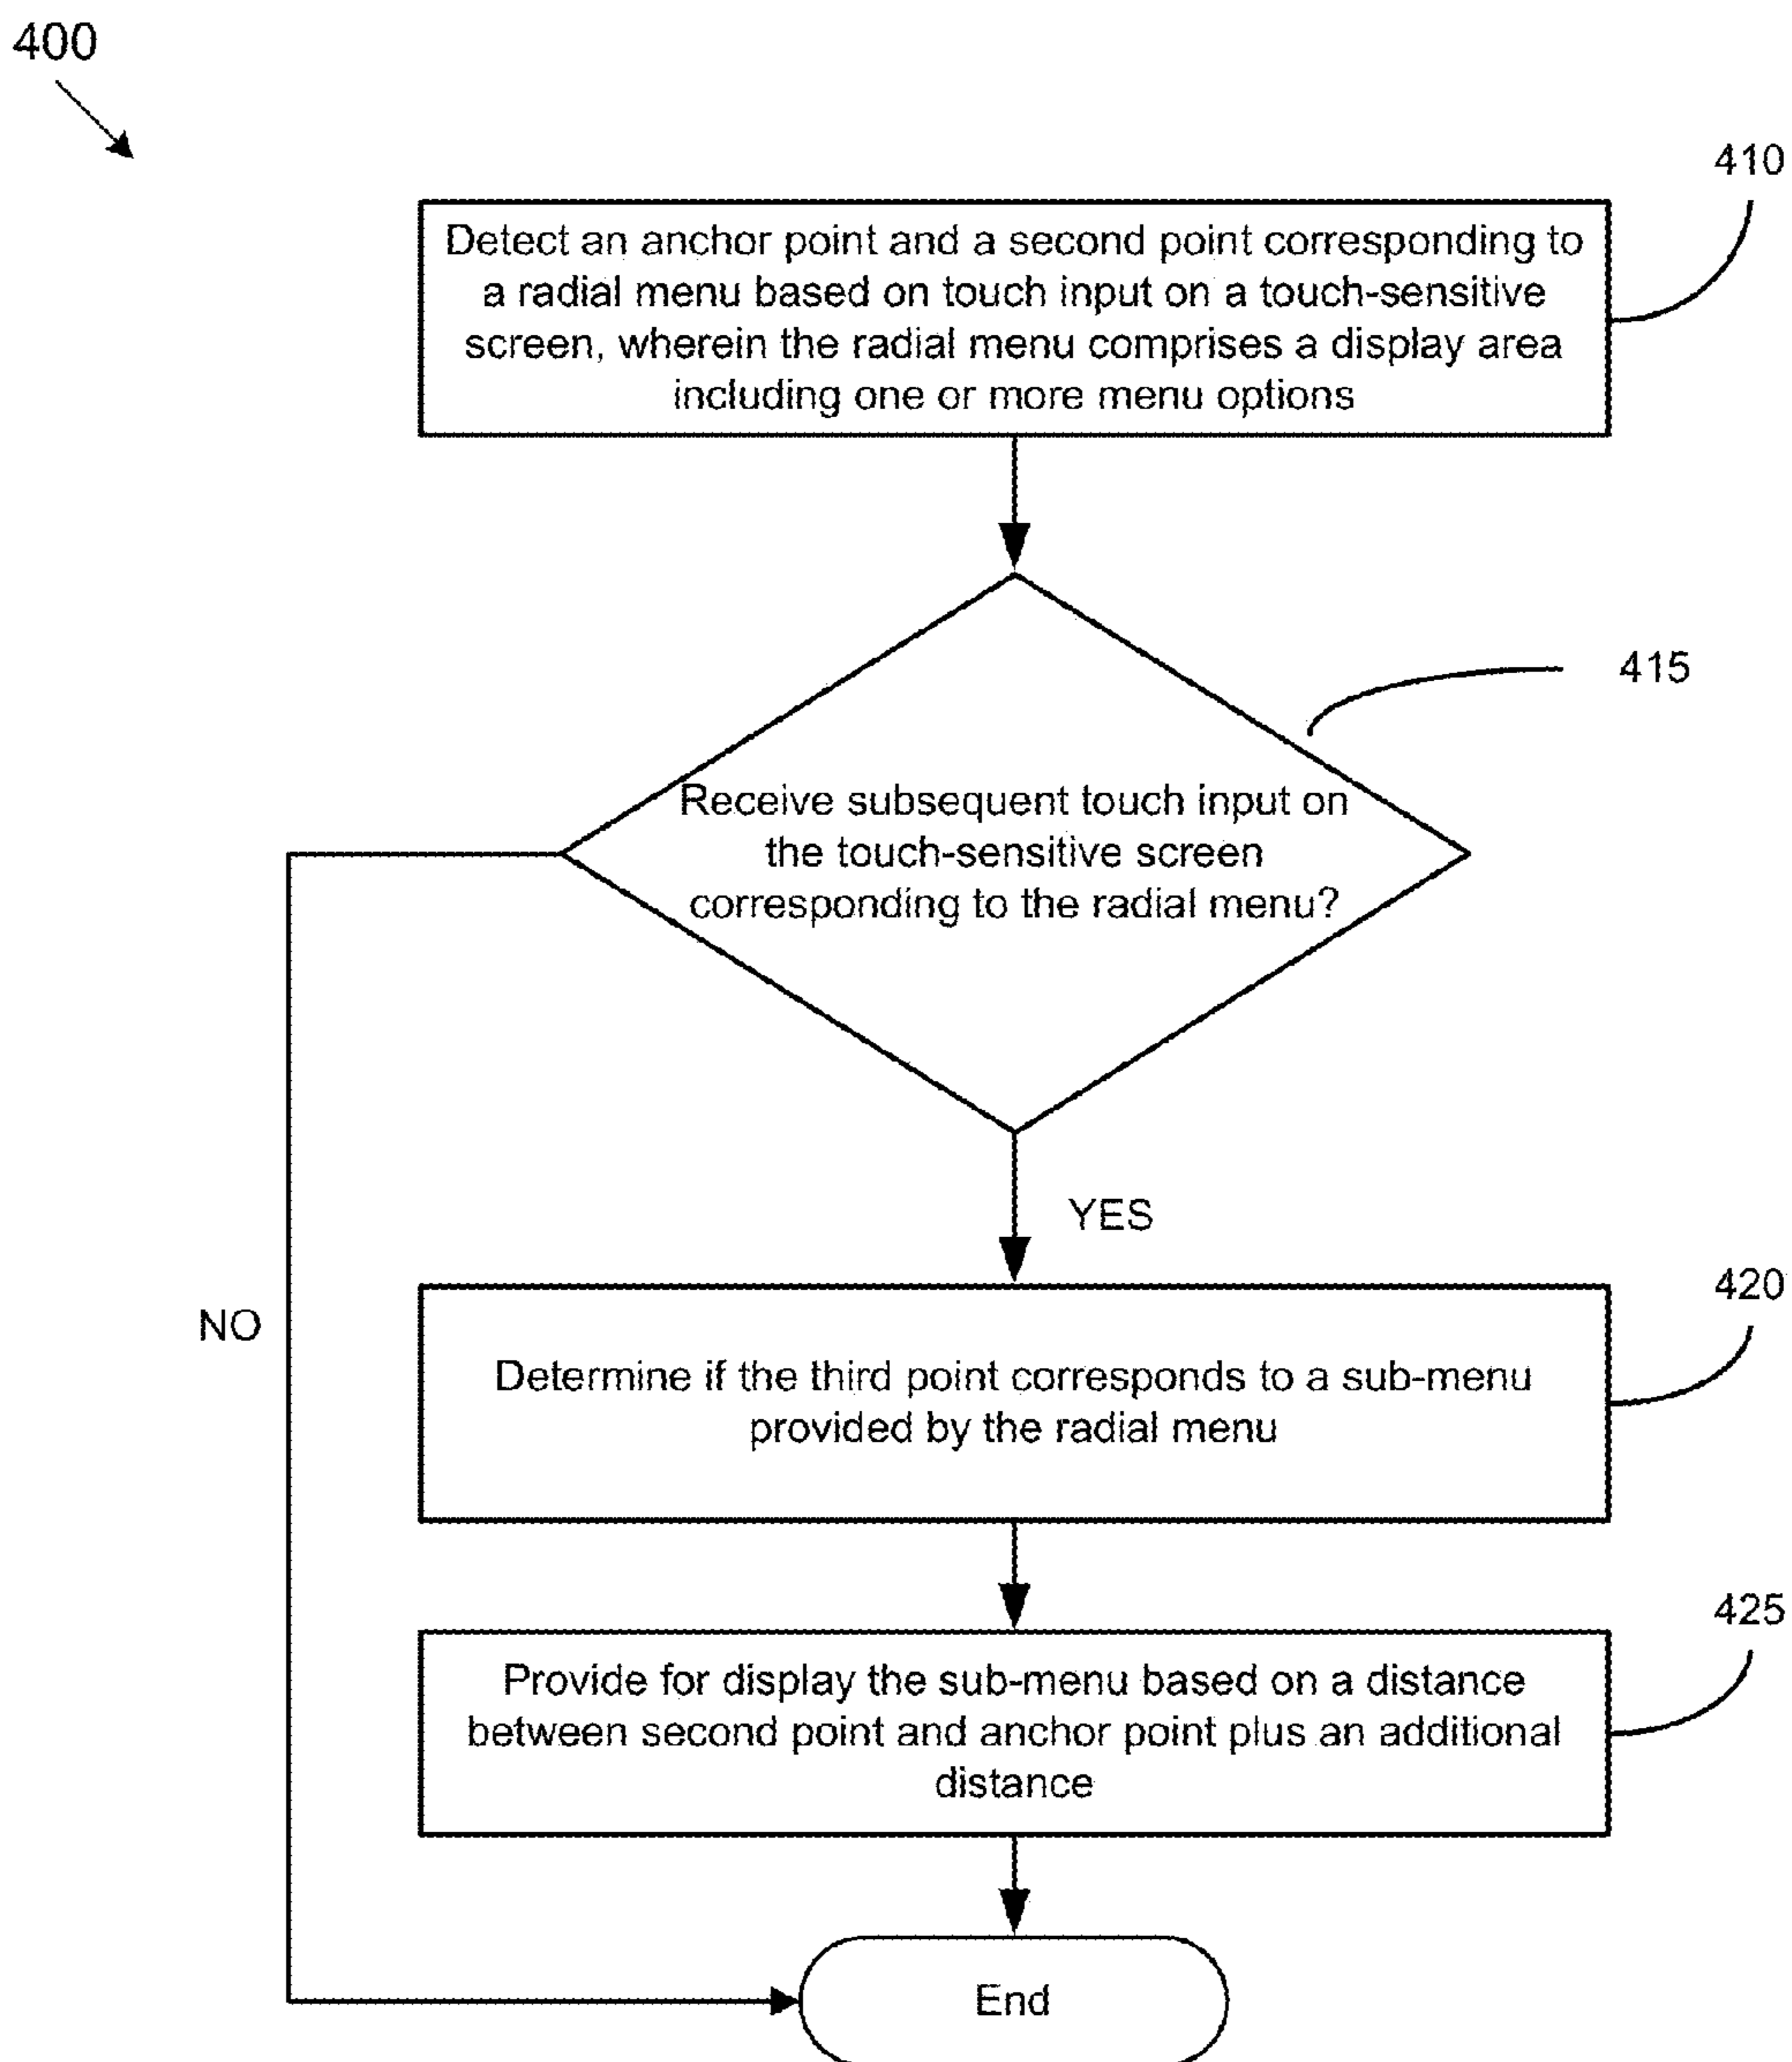 400
410
Detect an anchor point and a second point corresponding to
a radial menu based on touch input on a touch-sensitive
screen, wherein the radial menu comprises a display area
including one or more menu options
415
Receive subsequent touch input on
the touch-sensitive screen
corresponding to the radial menu?
YES
NO
420
Determine if the third point corresponds to a sub-menu
provided by the radial menu
425
Provide for display the sub-menu based on a distance
between second point and anchor point plus an additional
distance
End